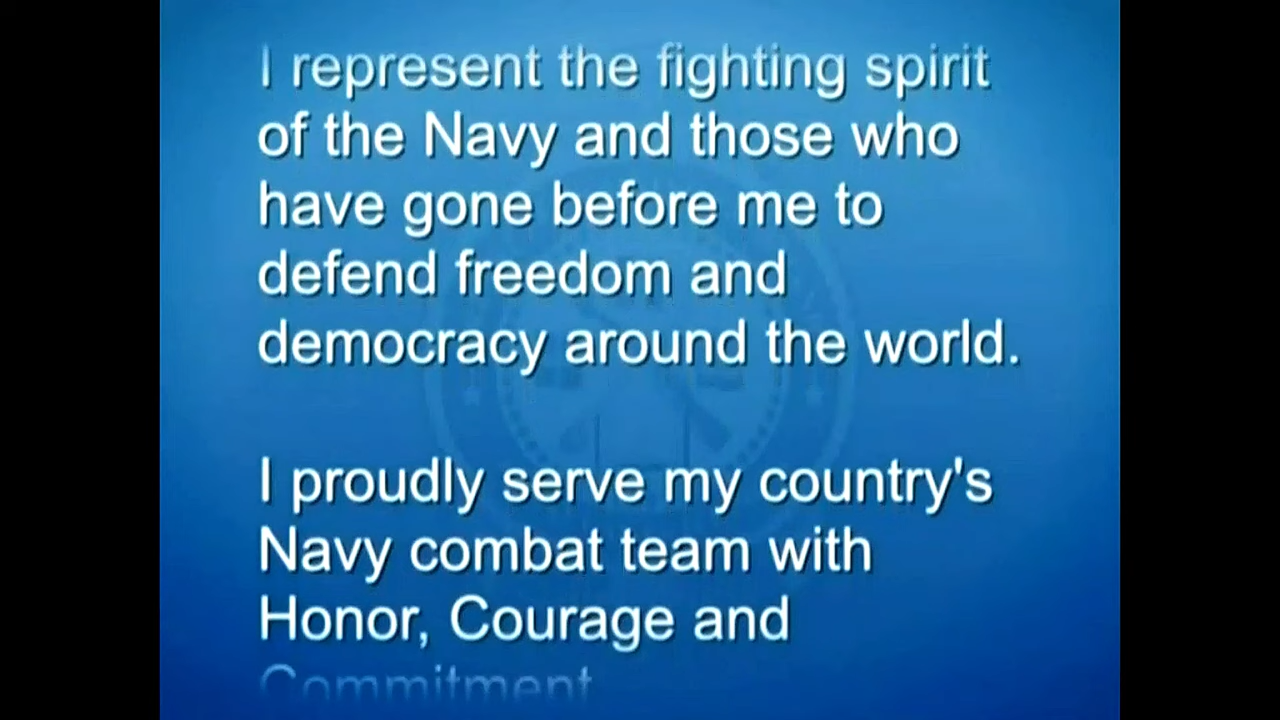 I represent the fighting spirit
of the Navy and those who
have gone before me to
defend freedom and
democracy around the world.
I proudly serve my country's
Navy combat team with
Honor, Courage and
Commitment